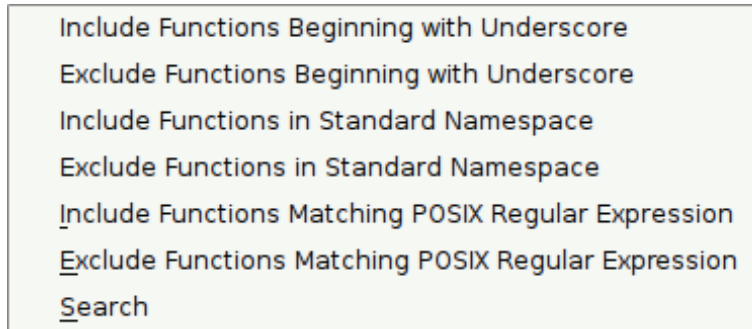 Include Functions Beginning with Underscore
Exclude Functions Beginning with Underscore
Include Functions in Standard Namespace
Exclude Functions in Standard Namespace
Include Functions Matching POSIX Regular Expression
Exclude Functions Matching POSIX Regular Expression
Search